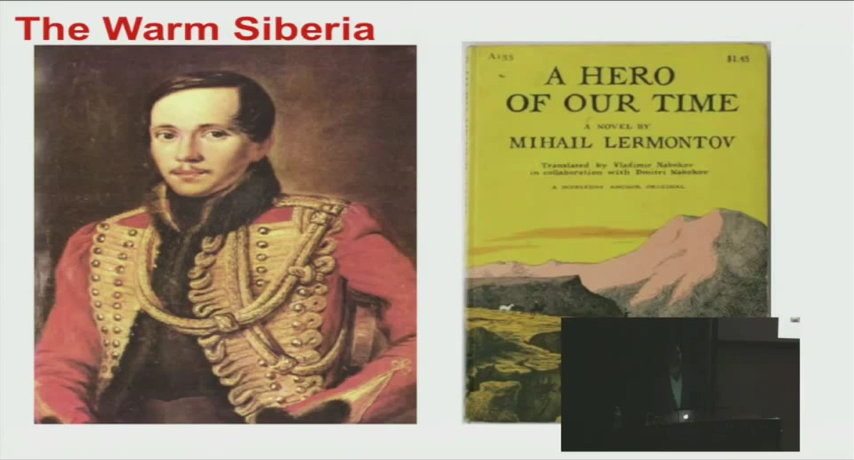 The Warm Siberia
A155
$1.45
A HERO
OF OUR TIME
A NOVEL BY
MIHAIL LERMONTOV
Translated by Vladimir Nabokov
in collaboration with Dmitri Nabokov
A DOUBLEDAY ANCHOR ORIGINAL